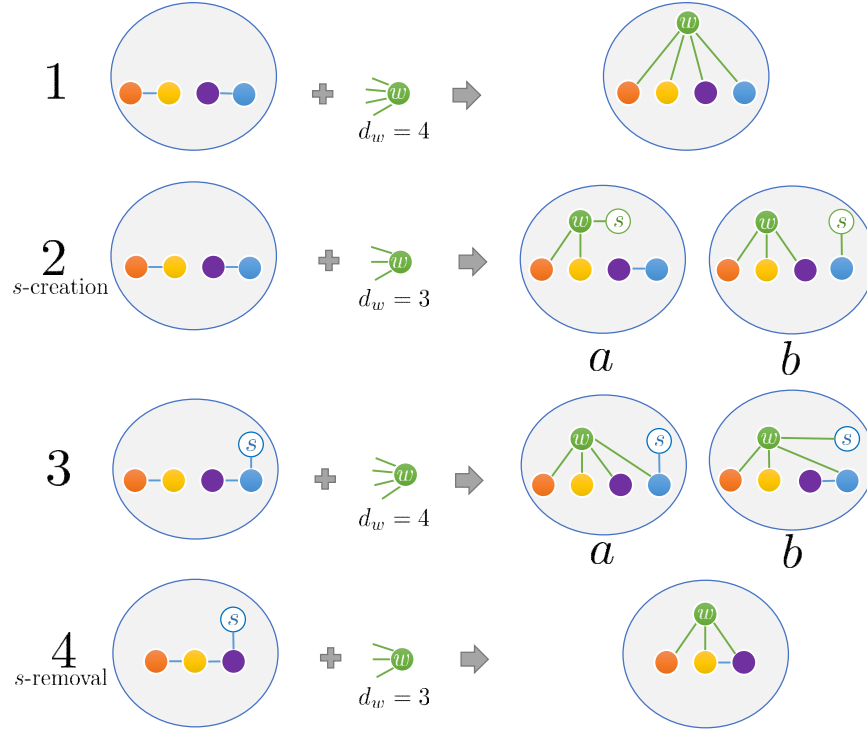 1
w
d_w = 4
w
2
s-creation
w
d_w = 3
w
s
w
s
a
b
3
s
w
d_w = 4
w
s
w
s
a
b
4
s-removal
s
w
d_w = 3
w